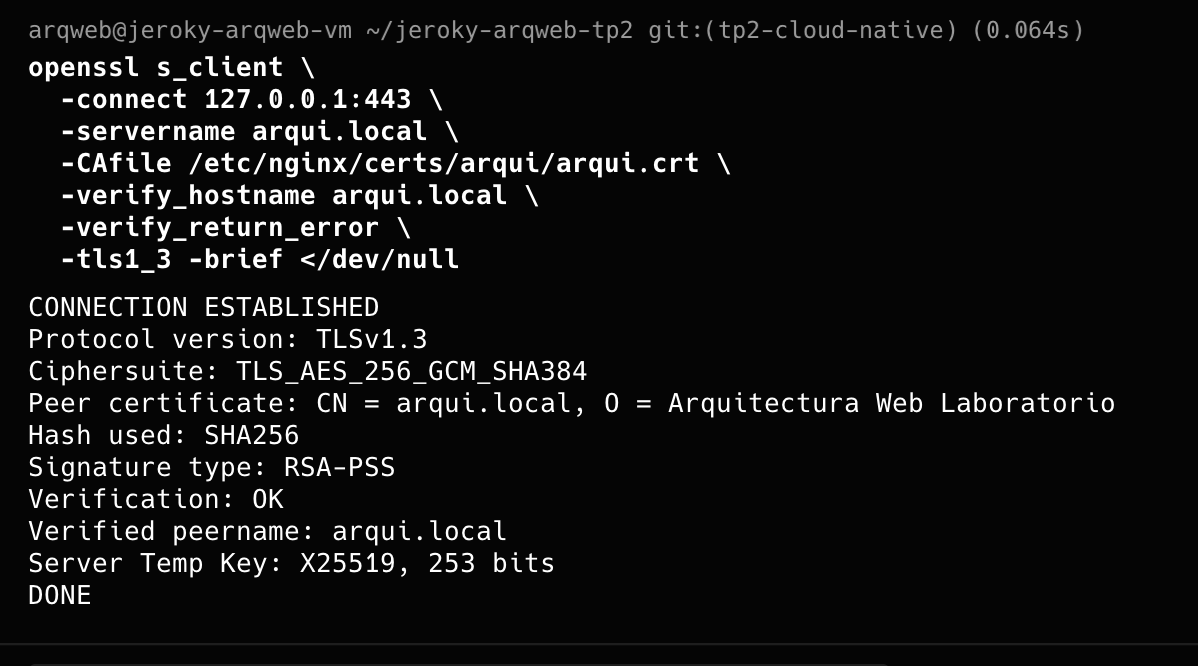 arqweb@jeroky-arqweb-vm ~/jeroky-arqweb-tp2 git:(tp2-cloud-native) (0.064s)
openssl s_client \
  -connect 127.0.0.1:443 \
  -servername arqui.local \
  -CAfile /etc/nginx/certs/arqui/arqui.crt \
  -verify_hostname arqui.local \
  -verify_return_error \
  -tls1_3 -brief </dev/null
CONNECTION ESTABLISHED
Protocol version: TLSv1.3
Ciphersuite: TLS_AES_256_GCM_SHA384
Peer certificate: CN = arqui.local, O = Arquitectura Web Laboratorio
Hash used: SHA256
Signature type: RSA-PSS
Verification: OK
Verified peername: arqui.local
Server Temp Key: X25519, 253 bits
DONE